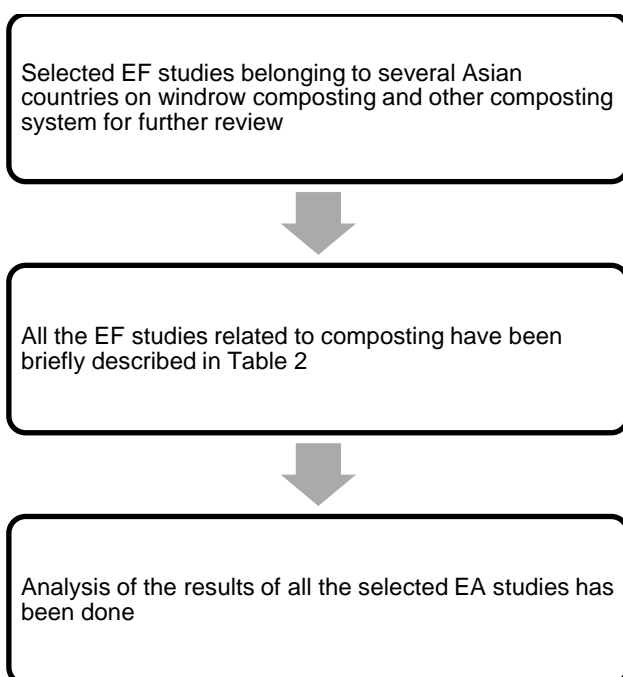 Selected EF studies belonging to several Asian
countries on windrow composting and other composting
system for further review
All the EF studies related to composting have been
briefly described in Table 2
Analysis of the results of all the selected EA studies has
been done